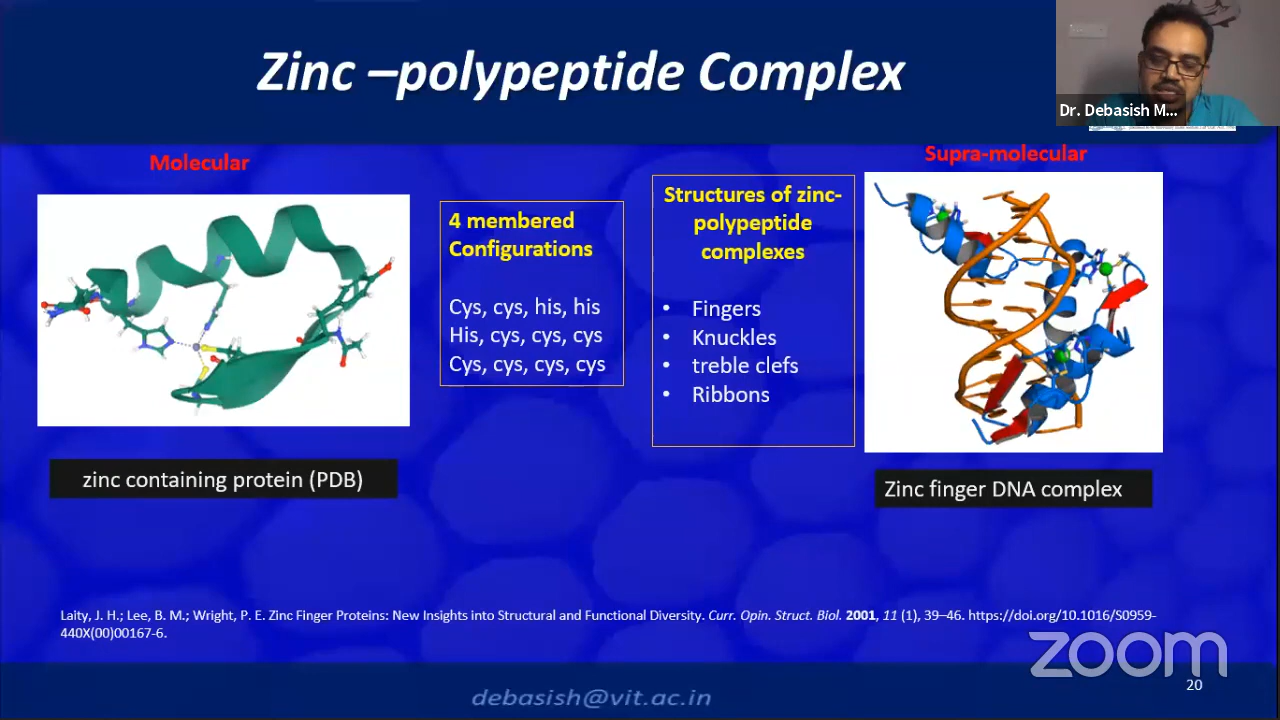 Zinc –polypeptide Complex
Dr. Debasish M...
Molecular
Supra-molecular
4 membered
Configurations
Cys, cys, his, his
His, cys, cys, cys
Cys, cys, cys, cys
Structures of zinc-
polypeptide
complexes
• Fingers
• Knuckles
• treble clefs
• Ribbons
zinc containing protein (PDB)
Zinc finger DNA complex
Laity, J. H.; Lee, B. M.; Wright, P. E. Zinc Finger Proteins: New Insights into Structural and Functional Diversity. Curr. Opin. Struct. Biol. 2001, 11 (1), 39–46. https://doi.org/10.1016/S0959-
440X(00)00167-6.
zoom
20
debasish@vit.ac.in